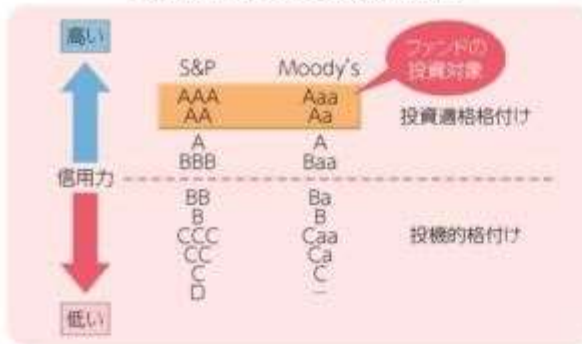 高い
ファンドの
投資対象
S&P Moody's
AAA Aaa
AA Aa
投資適格格付け
A A
BBB Baa
信用力
BB Ba
B B
CCC Caa
投機的格付け
CC Ca
C C
D –
低い